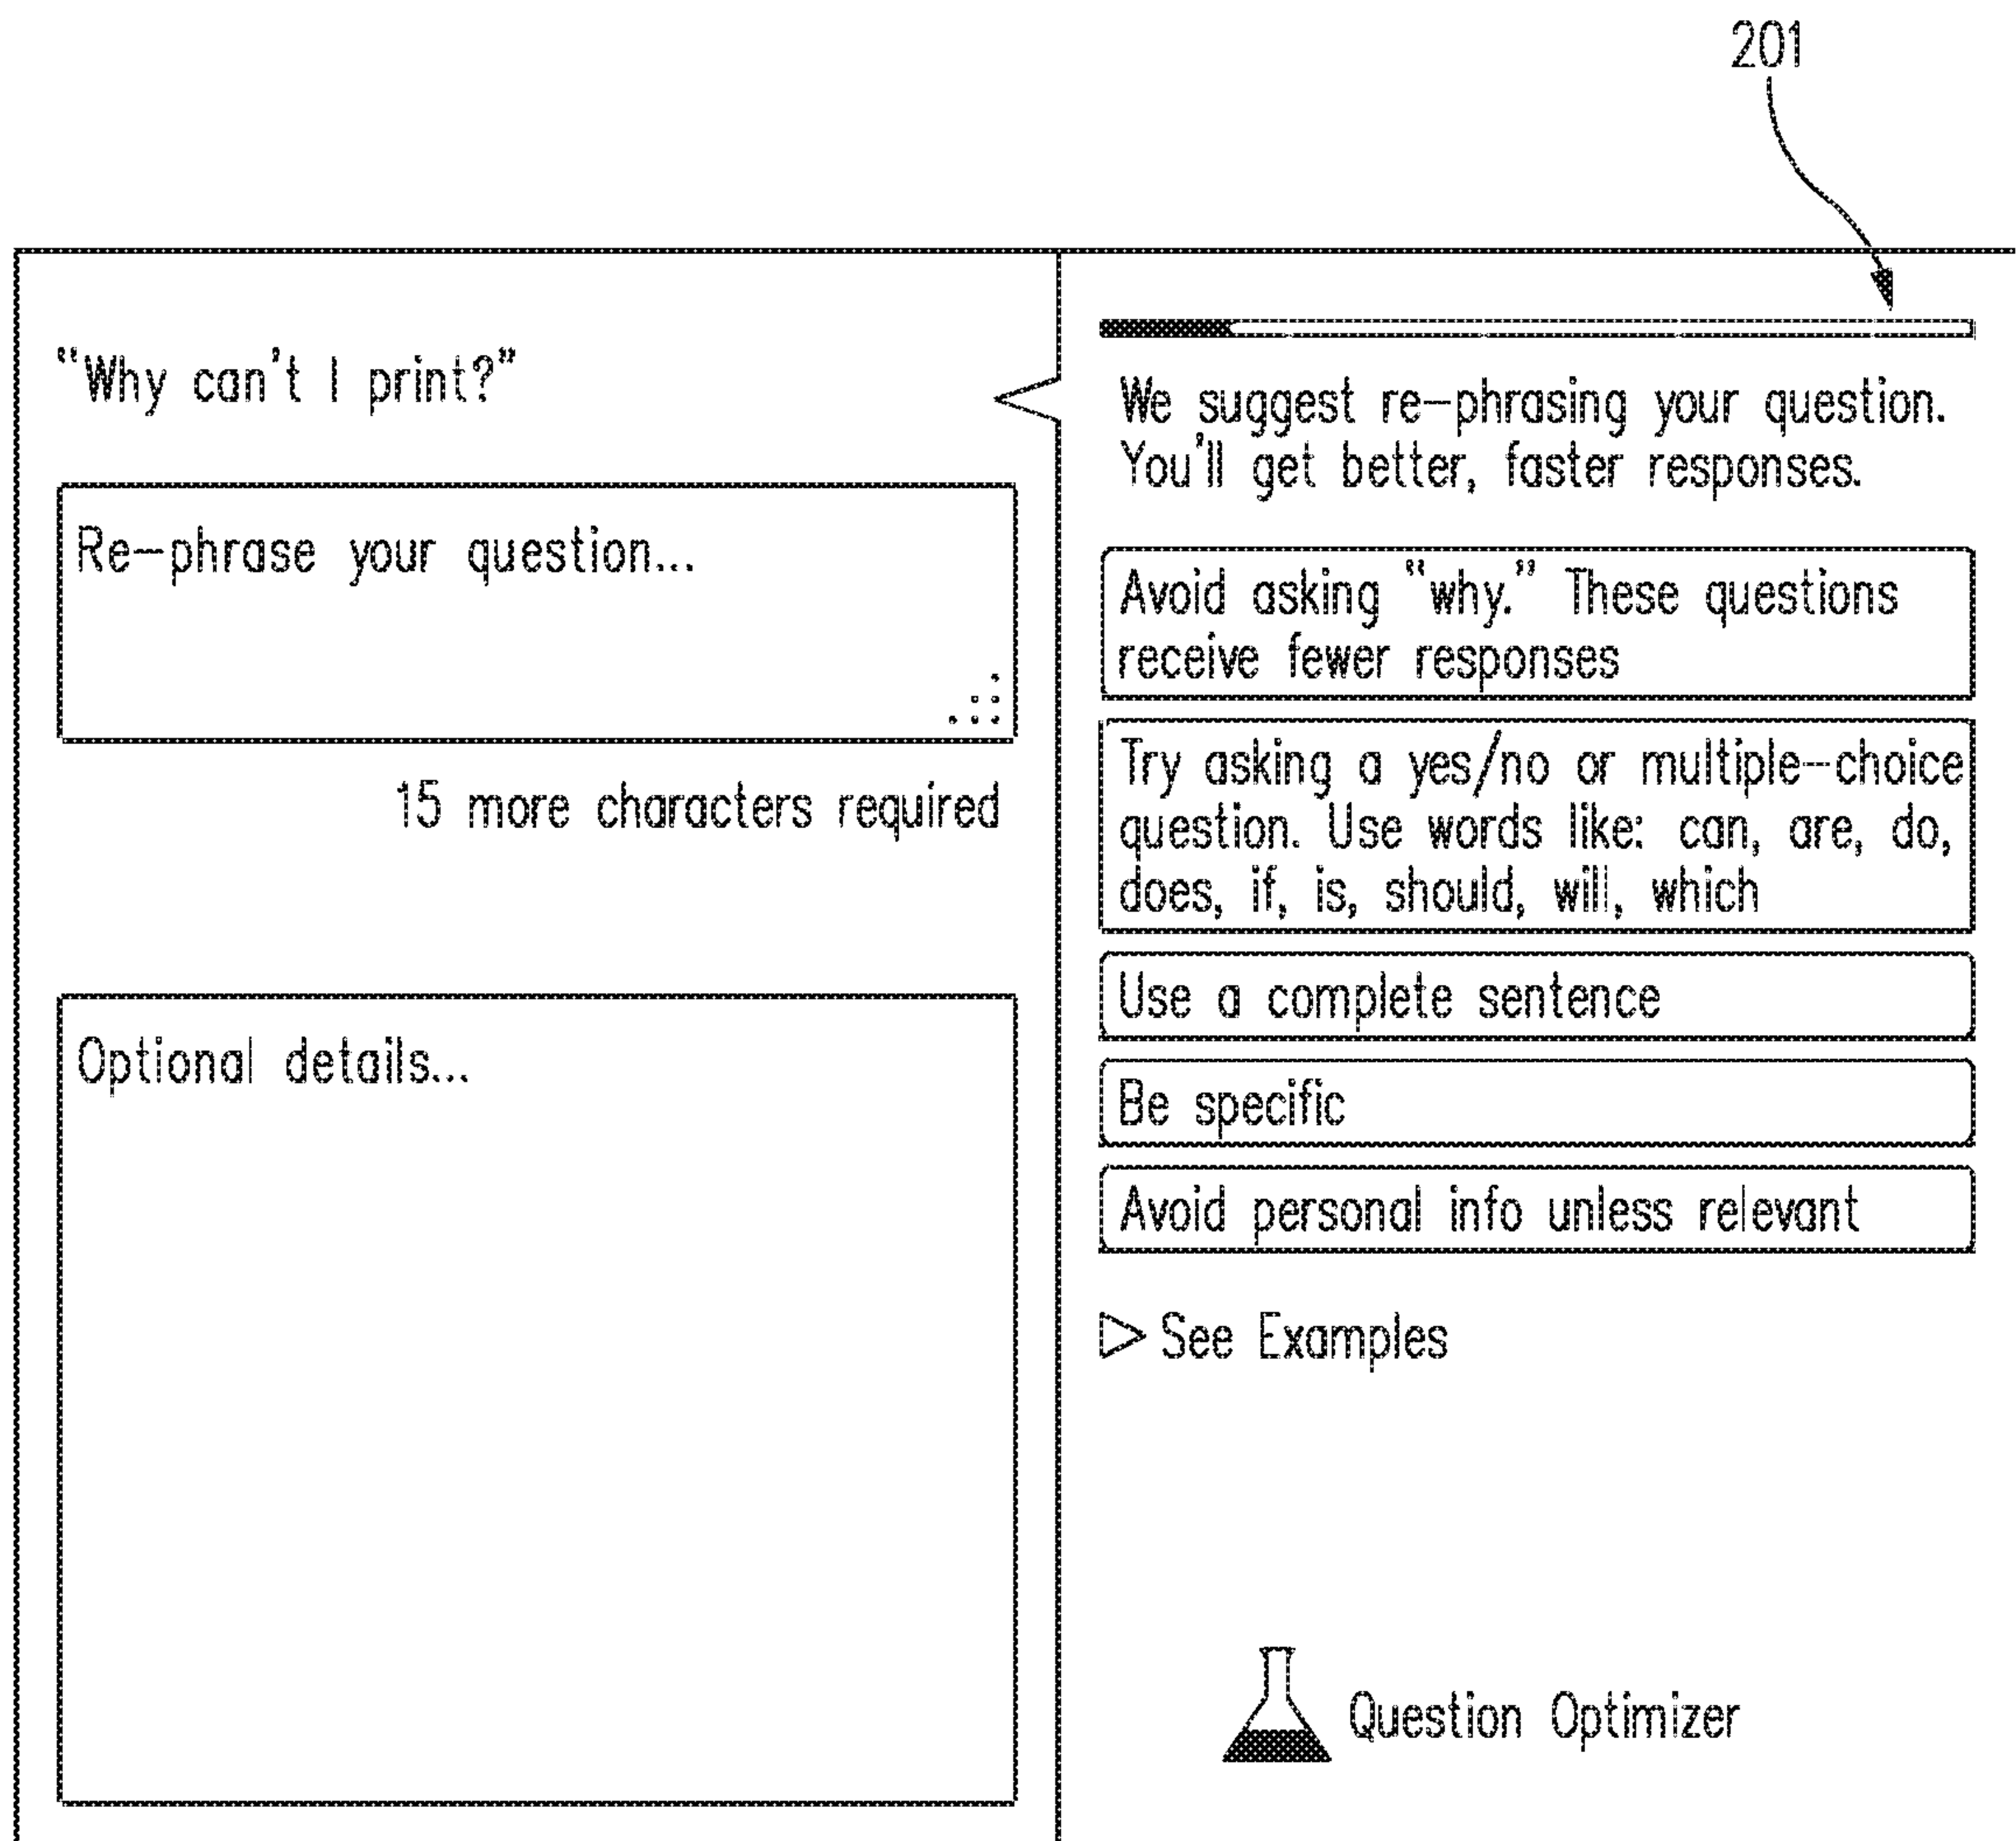 201
“Why can't I print?”
Re-phrase your question...
15 more characters required
Optional details...
We suggest re-phrasing your question.
You'll get better, faster responses.
Avoid asking “why.” These questions
receive fewer responses
Try asking a yes/no or multiple-choice
question. Use words like: can, are, do,
does, if, is, should, will, which
Use a complete sentence
Be specific
Avoid personal info unless relevant
See Examples
Question Optimizer